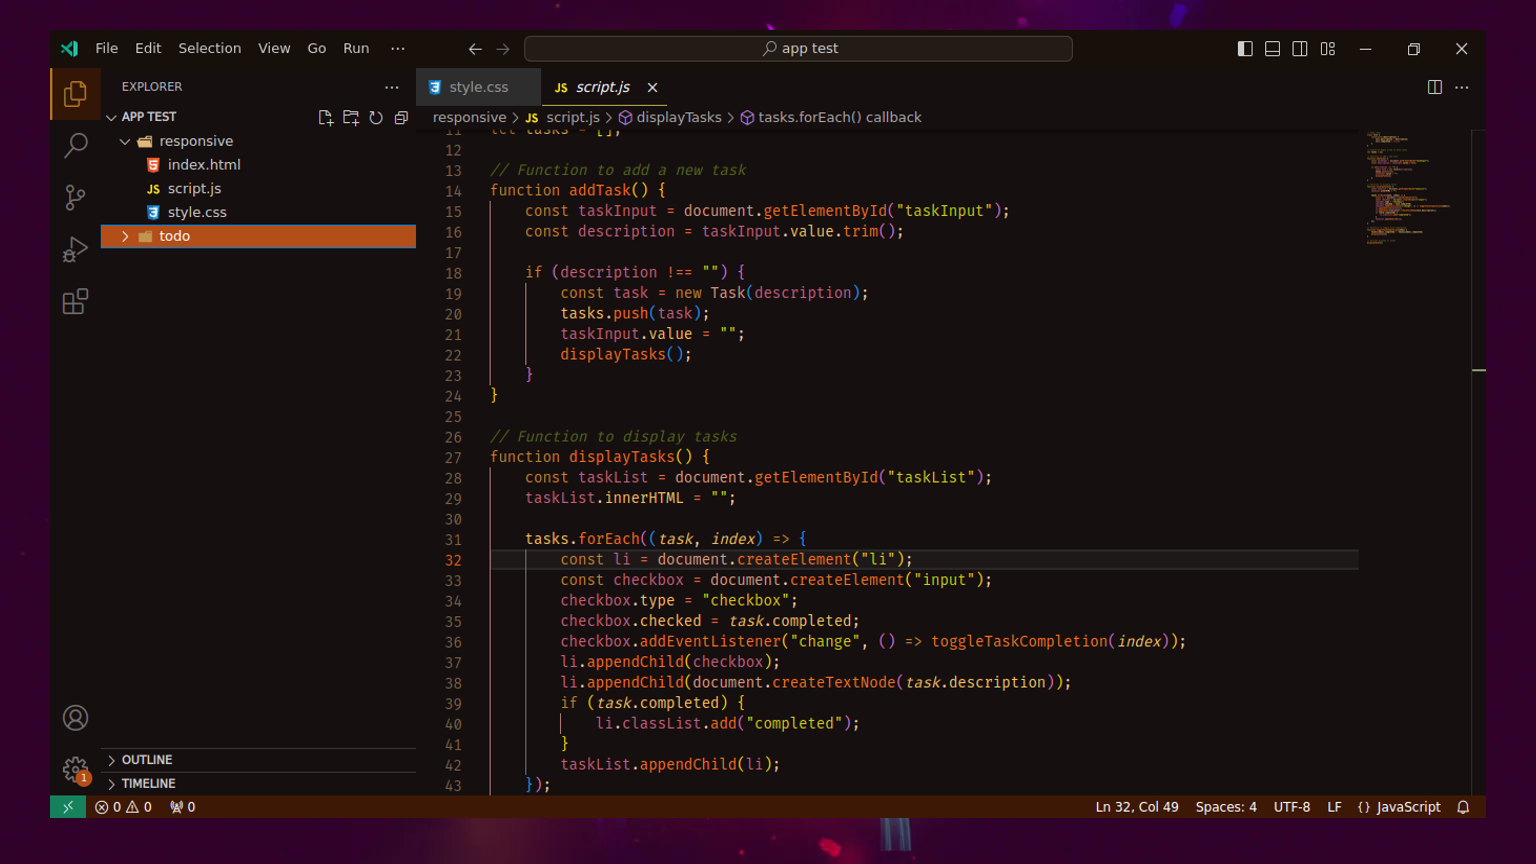 File Edit Selection View Go Run ···
app test
EXPLORER
style.css
JS script.js
APP TEST
responsive > JS script.js > displayTasks > tasks.forEach() callback
responsive
index.html
JS script.js
style.css
todo
OUTLINE
TIMELINE
1
11 let tasks = [];
12
13 // Function to add a new task
14 function addTask() {
15 const taskInput = document.getElementById("taskInput");
16 const description = taskInput.value.trim();
17
18 if (description !== "") {
19 const task = new Task(description);
20 tasks.push(task);
21 taskInput.value = "";
22 displayTasks();
23 }
24 }
25
26 // Function to display tasks
27 function displayTasks() {
28 const taskList = document.getElementById("taskList");
29 taskList.innerHTML = "";
30
31 tasks.forEach((task, index) => {
32 const li = document.createElement("li");
33 const checkbox = document.createElement("input");
34 checkbox.type = "checkbox";
35 checkbox.checked = task.completed;
36 checkbox.addEventListener("change", () => toggleTaskCompletion(index));
37 li.appendChild(checkbox);
38 li.appendChild(document.createTextNode(task.description));
39 if (task.completed) {
40 li.classList.add("completed");
41 }
42 taskList.appendChild(li);
43 });
0 0 0
Ln 32, Col 49 Spaces: 4 UTF-8 LF {} JavaScript